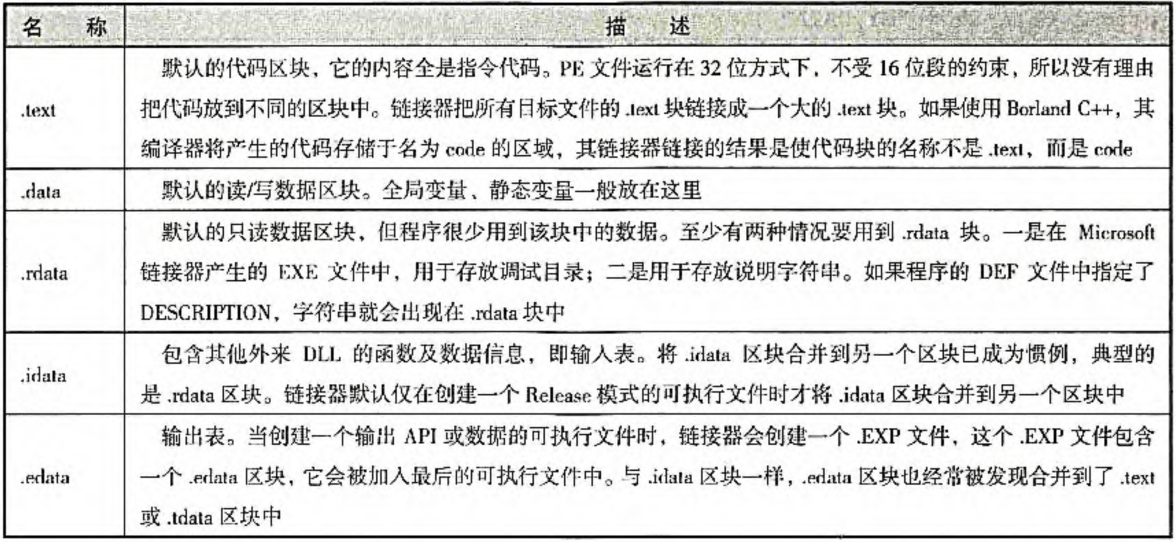 名 称 描 述
.text
默认的代码区块，它的内容全是指令代码。PE 文件运行在 32 位方式下，不受 16 位段的约束，所以没有理由
把代码放到不同的区块中。链接器把所有目标文件的 .text 块链接成一个大的 .text 块。如果使用 Borland C++，其
编译器将产生的代码存储于名为 code 的区域，其链接器链接的结果是使代码块的名称不是 .text，而是 code
.data
默认的读/写数据区块。全局变量、静态变量一般放在这里
.rdata
默认的只读数据区块，但程序很少用到该块中的数据。至少有两种情况要用到 .rdata 块。一是在 Microsoft
链接器产生的 EXE 文件中，用于存放调试目录；二是用于存放说明字符串。如果程序的 DEF 文件中指定了
DESCRIPTION，字符串就会出现在 .rdata 块中
.idata
包含其他外来 DLL 的函数及数据信息，即输入表。将 .idata 区块合并到另一个区块已成为惯例，典型的
是 .rdata 区块。链接器默认仅在创建一个 Release 模式的可执行文件时才将 .idata 区块合并到另一个区块中
.edata
输出表。当创建一个输出 API 或数据的可执行文件时，链接器会创建一个 .EXP 文件，这个 .EXP 文件包含
一个 .edata 区块，它会被加入最后的可执行文件中。与 .idata 区块一样，.edata 区块也经常被发现合并到了 .text
或 .tdata 区块中